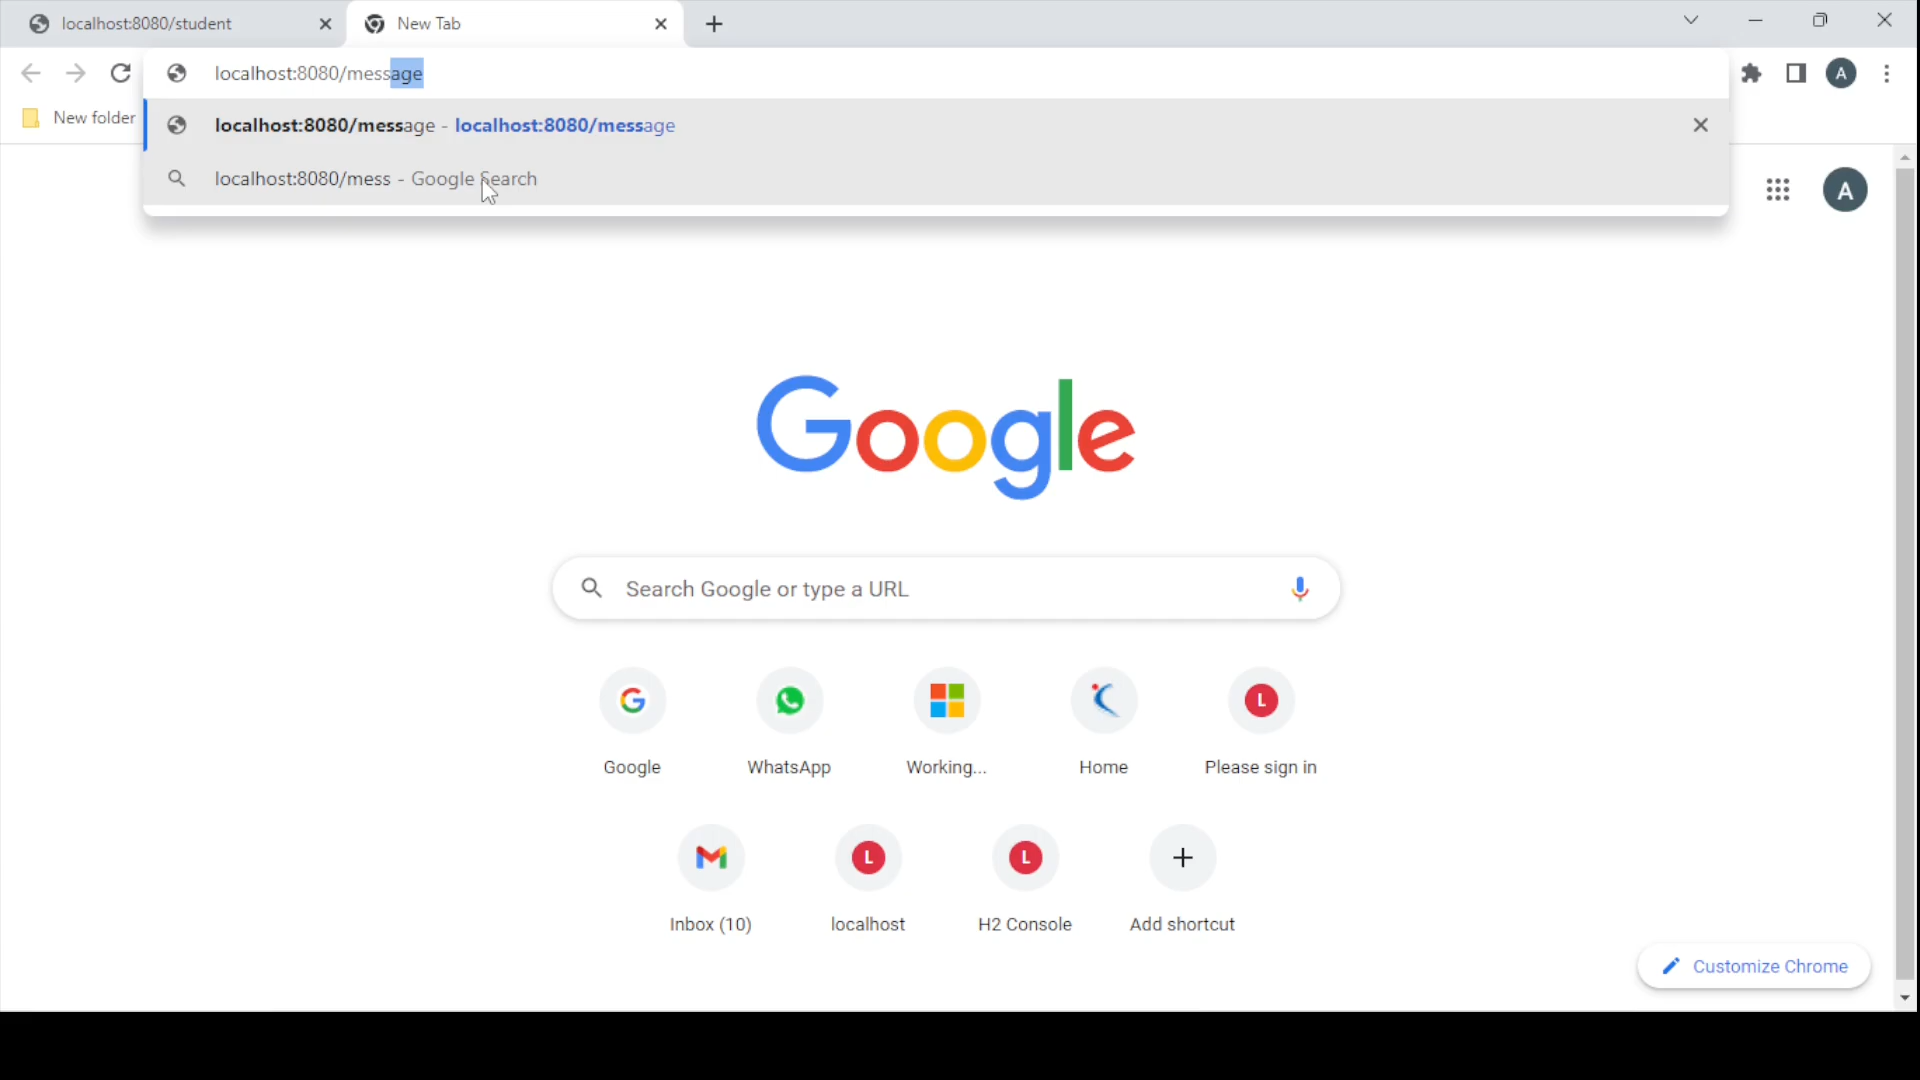 localhost:8080/student
New Tab
localhost:8080/message
New folder
localhost:8080/message - localhost:8080/message
localhost:8080/mess - Google Search
A
A
Google
Search Google or type a URL
G
L
Google
WhatsApp
Working...
Home
Please sign in
L
L
Inbox (10)
localhost
H2 Console
Add shortcut
Customize Chrome